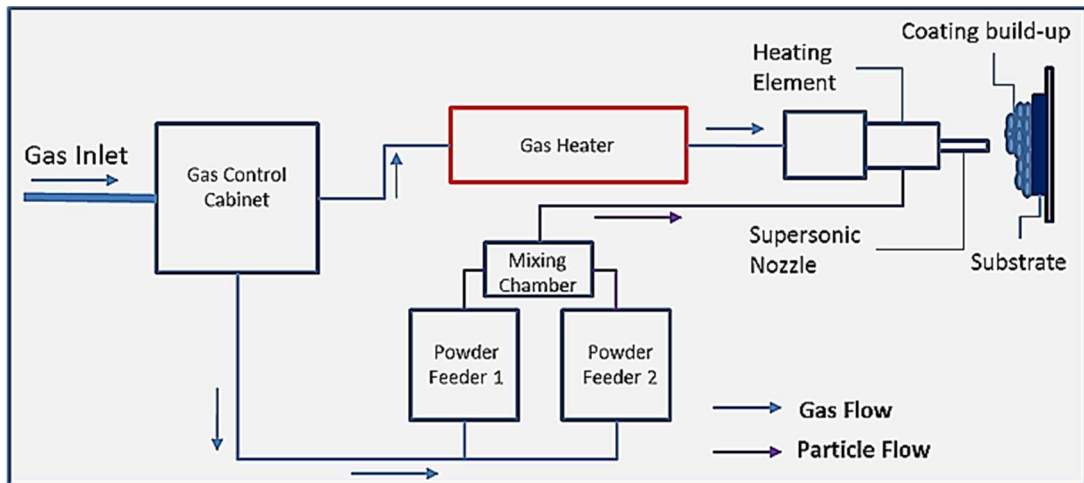 Coating build-up
Heating
Element
Gas Inlet
Gas Control
Cabinet
Gas Heater
Supersonic
Nozzle
Substrate
Mixing
Chamber
Powder
Feeder 1
Powder
Feeder 2
Gas Flow
Particle Flow